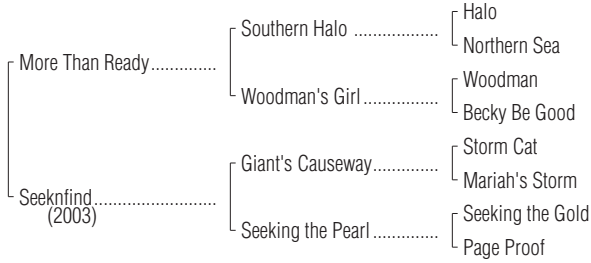 Halo
Southern Halo ..................
Northern Sea
More Than Ready..............
Woodman
Woodman's Girl ................
Becky Be Good
Storm Cat
Giant's Causeway..............
Mariah's Storm
Seeknfind..........................
(2003)
Seeking the Gold
Seeking the Pearl ..............
Page Proof